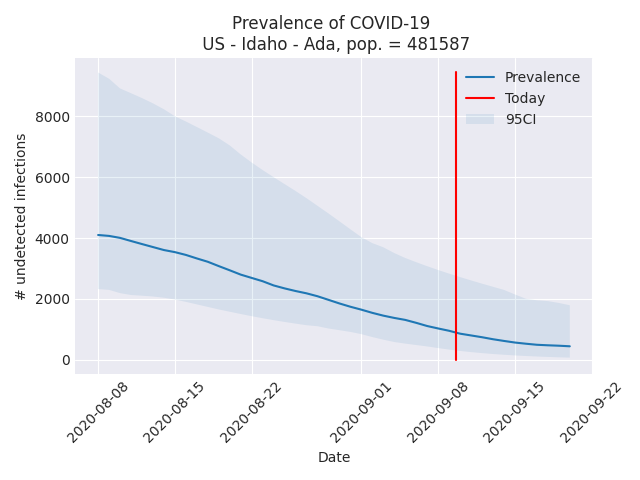 Prevalence of COVID-19
US - Idaho - Ada, pop. = 481587
Prevalence
Today
95CI
# undetected infections
8000
6000
4000
2000
0
2020-08-08
2020-08-15
2020-08-22
2020-09-01
2020-09-08
2020-09-15
2020-09-22
Date